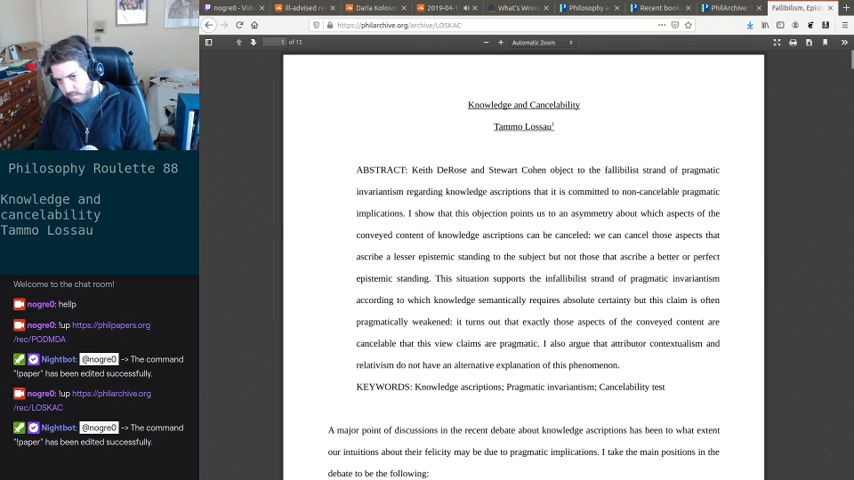 nogre0 - Vid
ill-advised re
Daria Kolosc
2019-04-1
What's Wron
Philosophy a
Recent book
PhilArchive: 
Fallibilism, Epist
https://philarchive.org/archive/LOSKAC
1 of 15
Automatic Zoom
Knowledge and Cancelability
Tammo Lossau1
ABSTRACT: Keith DeRose and Stewart Cohen object to the fallibilist strand of pragmatic
invariantism regarding knowledge ascriptions that it is committed to non-cancelable pragmatic
implications. I show that this objection points us to an asymmetry about which aspects of the
conveyed content of knowledge ascriptions can be canceled: we can cancel those aspects that
ascribe a lesser epistemic standing to the subject but not those that ascribe a better or perfect
epistemic standing. This situation supports the infallibilist strand of pragmatic invariantism
according to which knowledge semantically requires absolute certainty but this claim is often
pragmatically weakened: it turns out that exactly those aspects of the conveyed content are
cancelable that this view claims are pragmatic. I also argue that attributor contextualism and
relativism do not have an alternative explanation of this phenomenon.
KEYWORDS: Knowledge ascriptions; Pragmatic invariantism; Cancelability test
A major point of discussions in the recent debate about knowledge ascriptions has been to what extent
our intuitions about their felicity may be due to pragmatic implications. I take the main positions in the
debate to be the following:
Philosophy Roulette 88
Knowledge and
cancelability
Tammo Lossau
Welcome to the chat room!
nogre0: hellp
nogre0: !up https://philpapers.org
/rec/PODMDA
Nightbot: @nogre0 -> The command
"!paper" has been edited successfully.
nogre0: !up https://philarchive.org
/rec/LOSKAC
Nightbot: @nogre0 -> The command
"!paper" has been edited successfully.